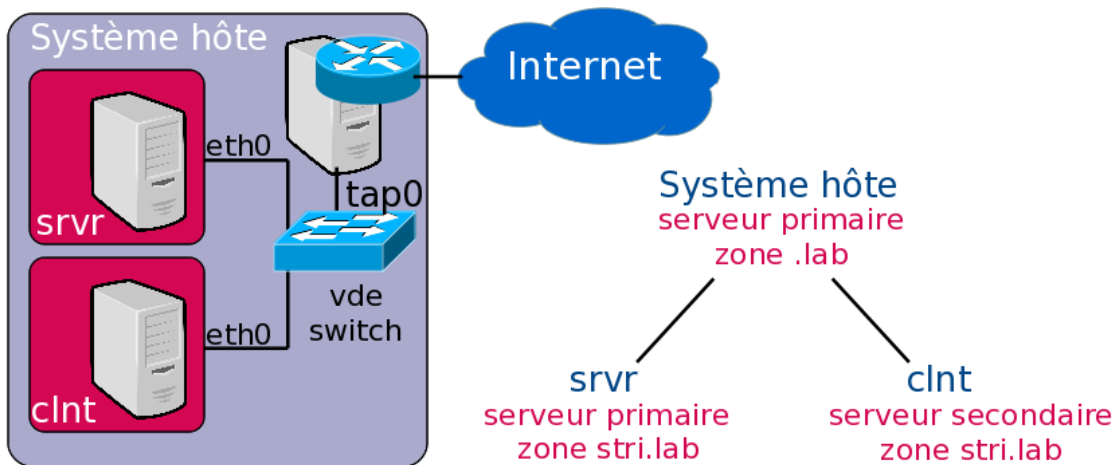 Système hôte
Internet
srvr
eth0
tap0
clnt
eth0
vde
switch
Système hôte
serveur primaire
zone .lab
srvr
serveur primaire
zone stri.lab
clnt
serveur secondaire
zone stri.lab